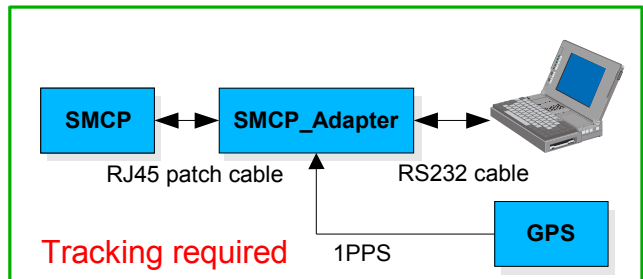 SMCP
SMCP_Adapter
RJ45 patch cable
RS232 cable
GPS
1PPS
Tracking required